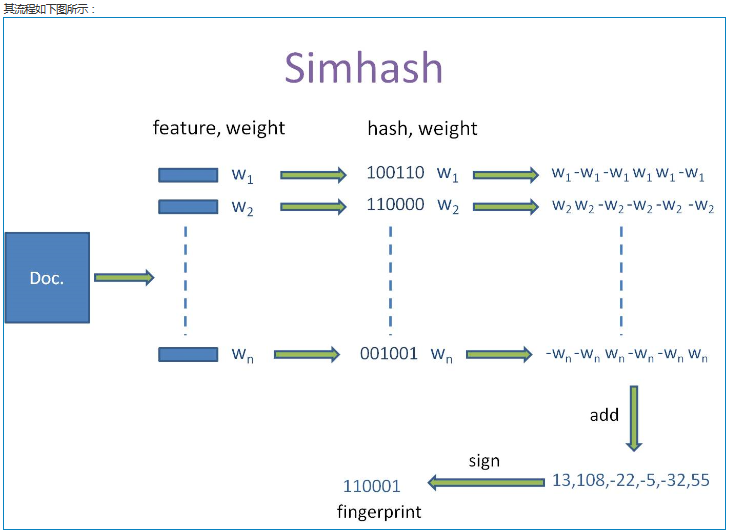 其流程如下图所示：
Simhash
feature, weight
hash, weight
w1
100110 w1
w1 -w1 -w1 w1 w1 -w1
w2
110000 w2
w2 w2 -w2 -w2 -w2 -w2
Doc.
wn
001001 wn
-wn -wn wn -wn -wn wn
add
sign
13,108,-22,-5,-32,55
110001
fingerprint